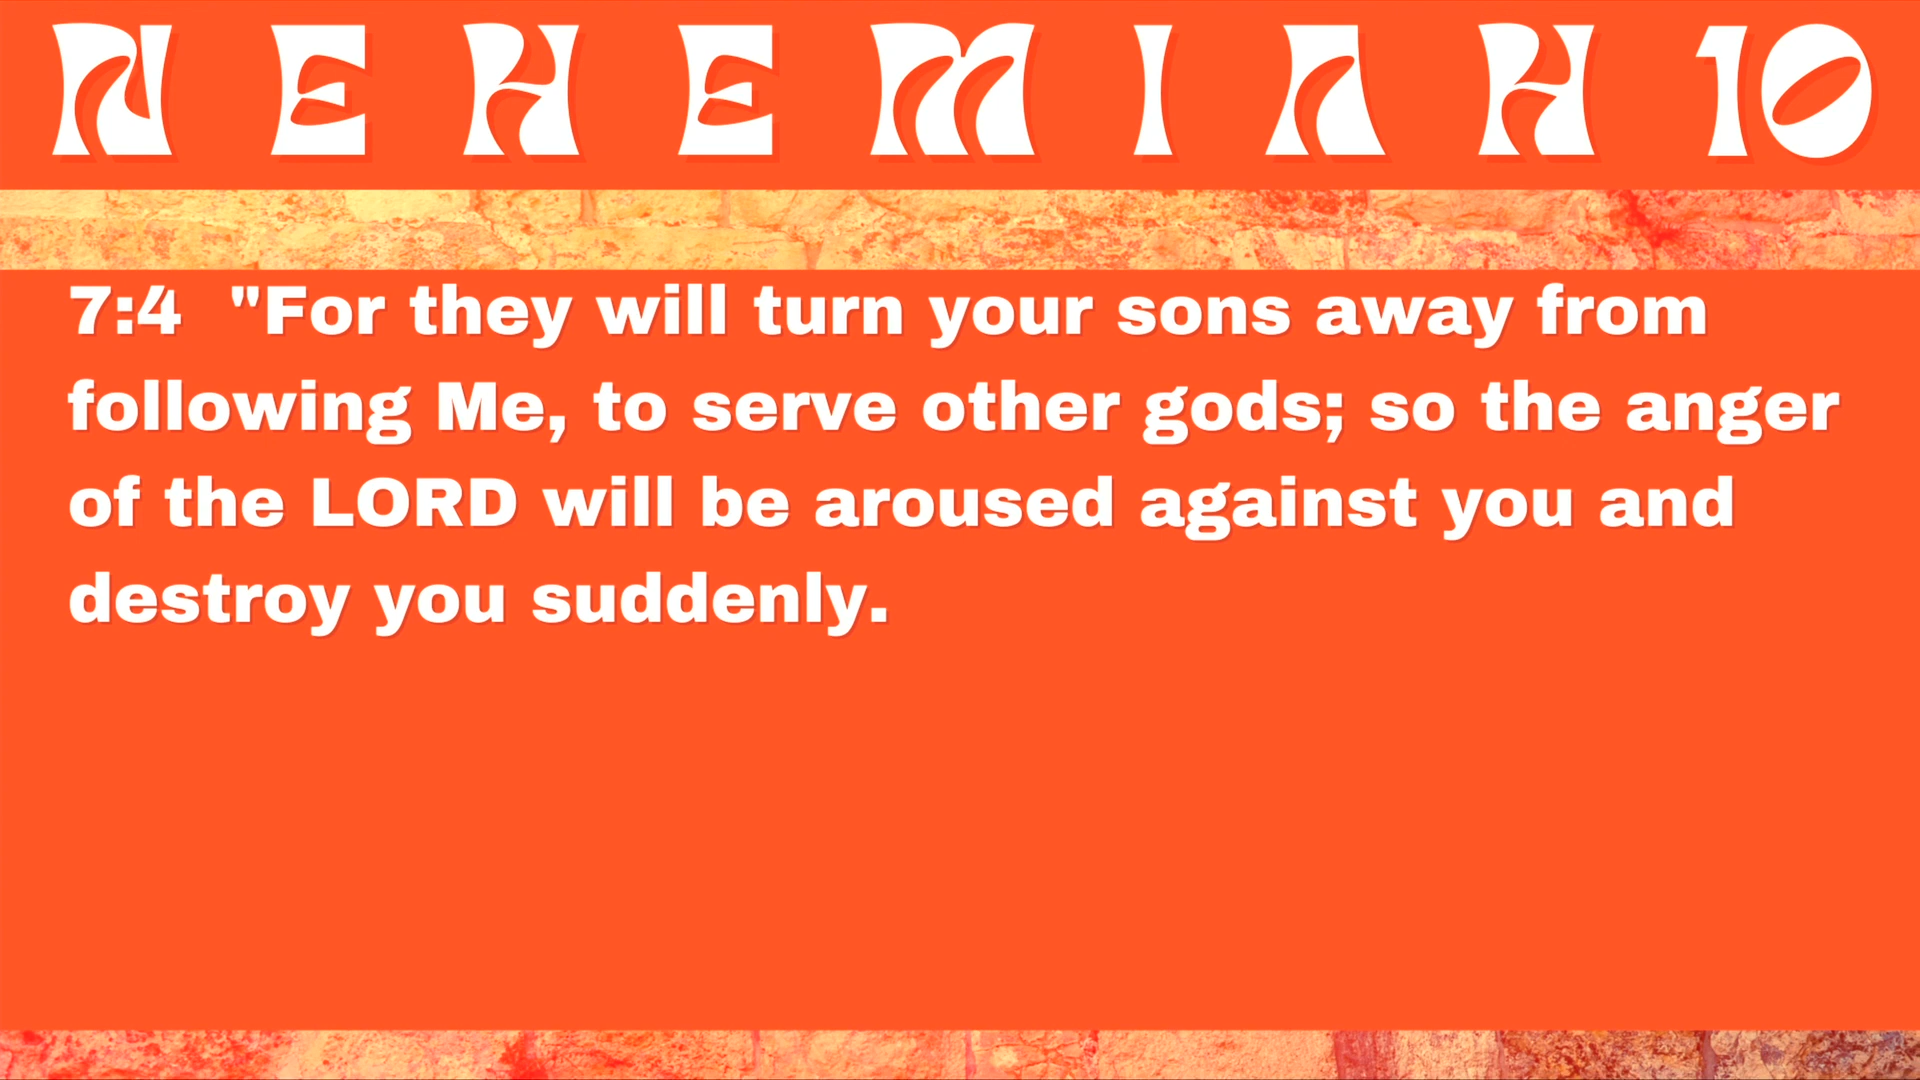 NEHEMIAH 10
7:4 "For they will turn your sons away from
following Me, to serve other gods; so the anger
of the LORD will be aroused against you and
destroy you suddenly.